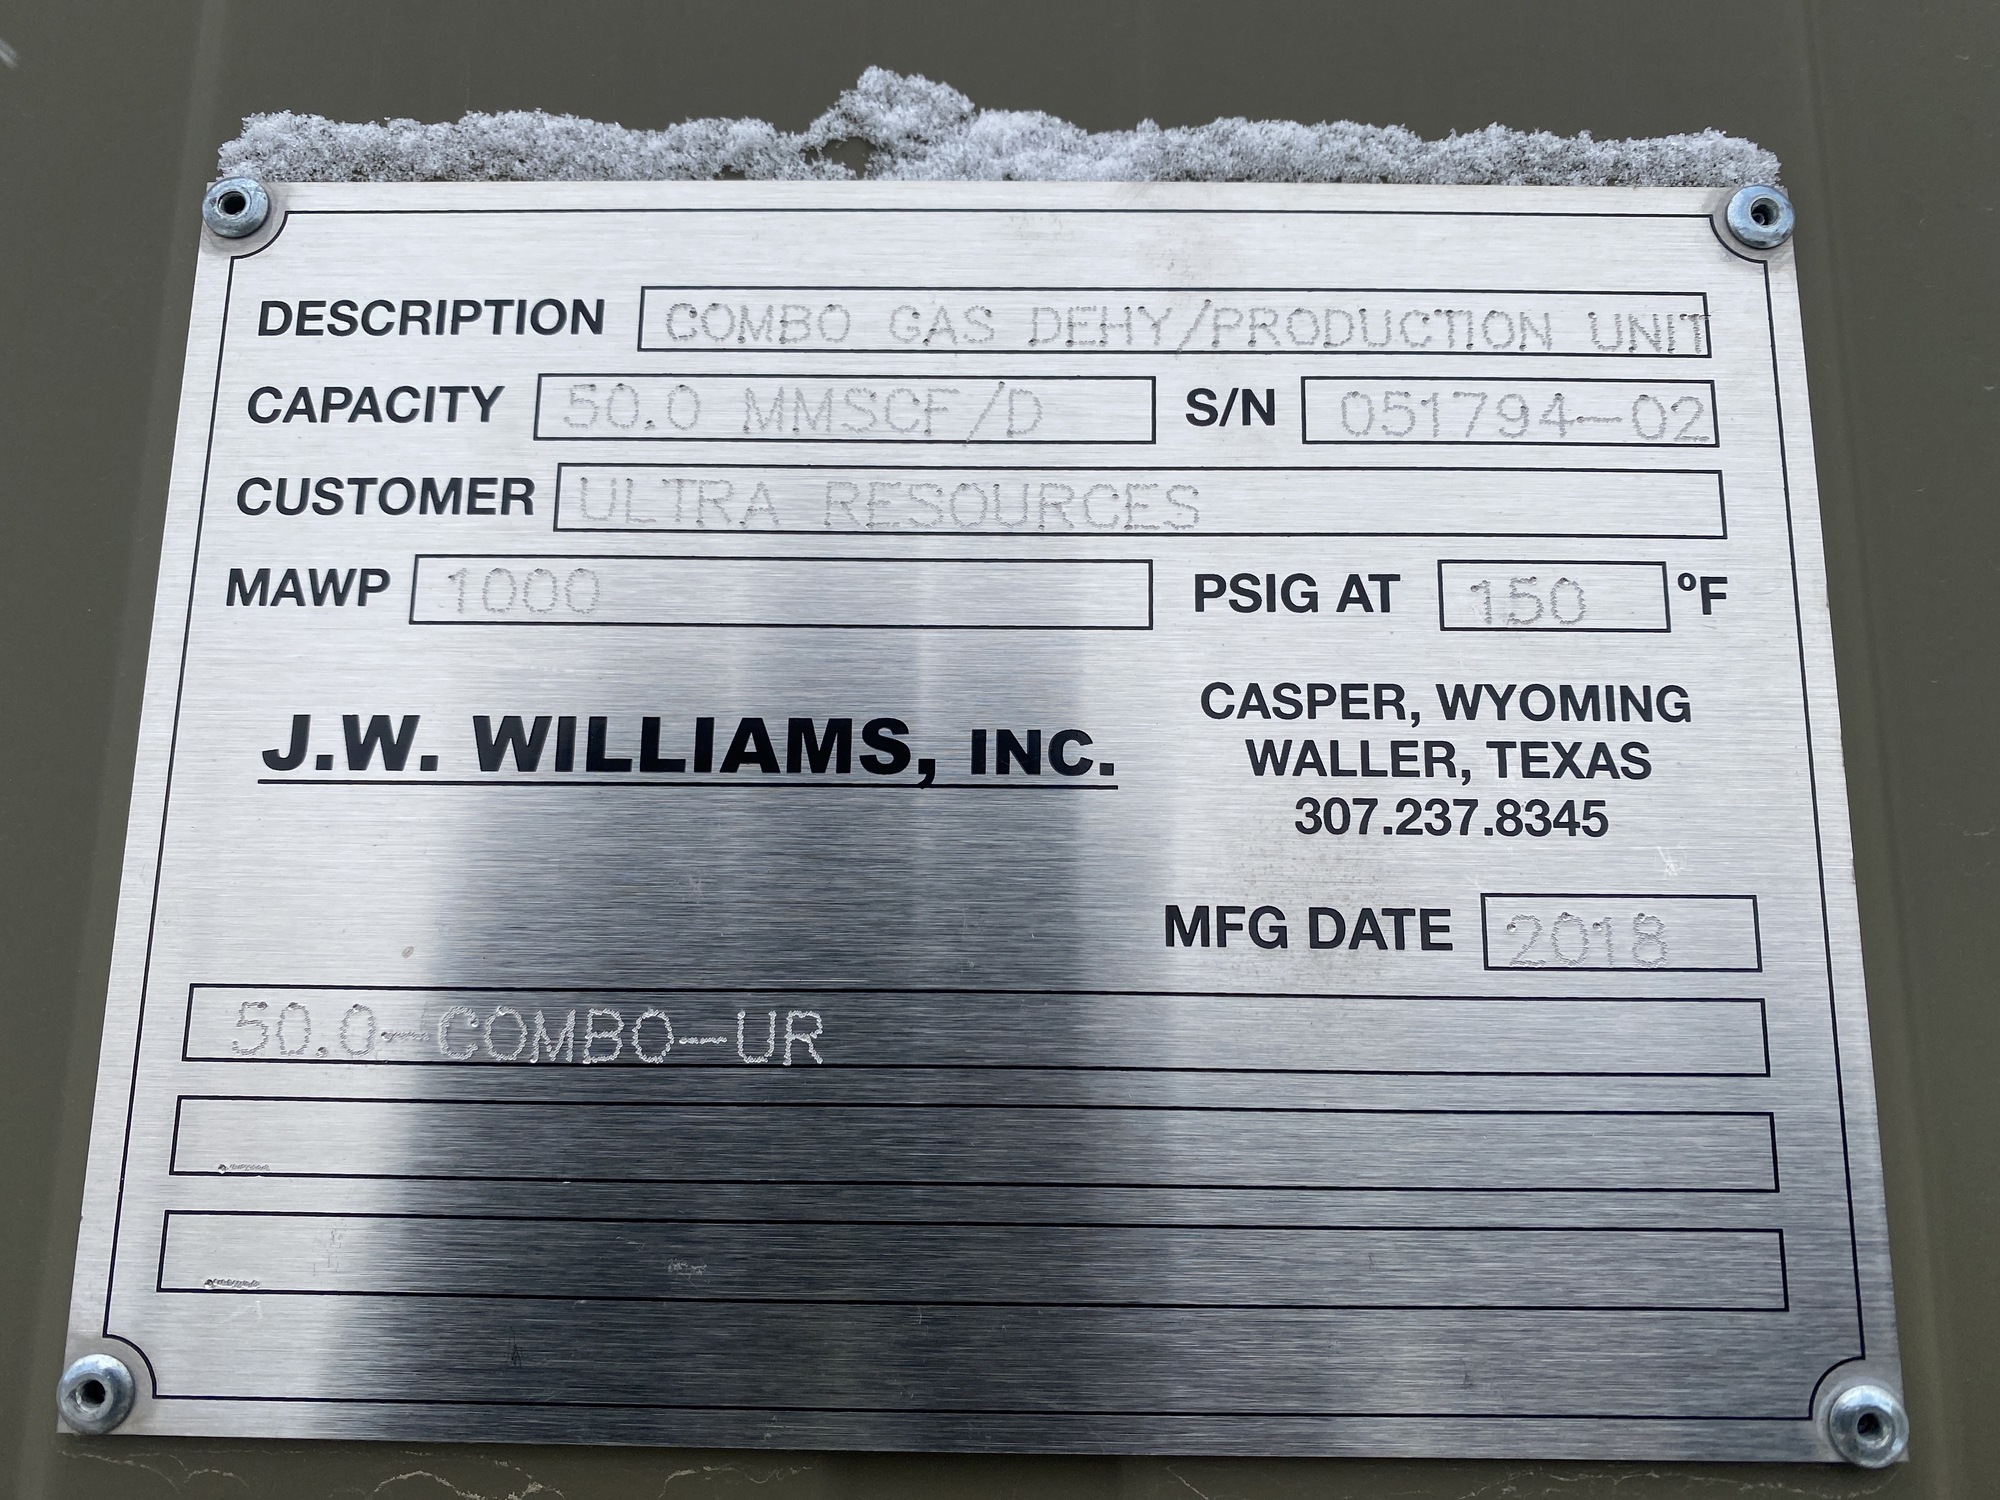 DESCRIPTION COMBO GAS DEHY/PRODUCTION UNIT
CAPACITY 50.0 MMSCF/D S/N 051794-02
CUSTOMER ULTRA RESOURCES
MAWP 1000 PSIG AT 150 ºF
J.W. WILLIAMS, INC.
CASPER, WYOMING
WALLER, TEXAS
307.237.8345
MFG DATE 2018
50.0-COMBO-UR